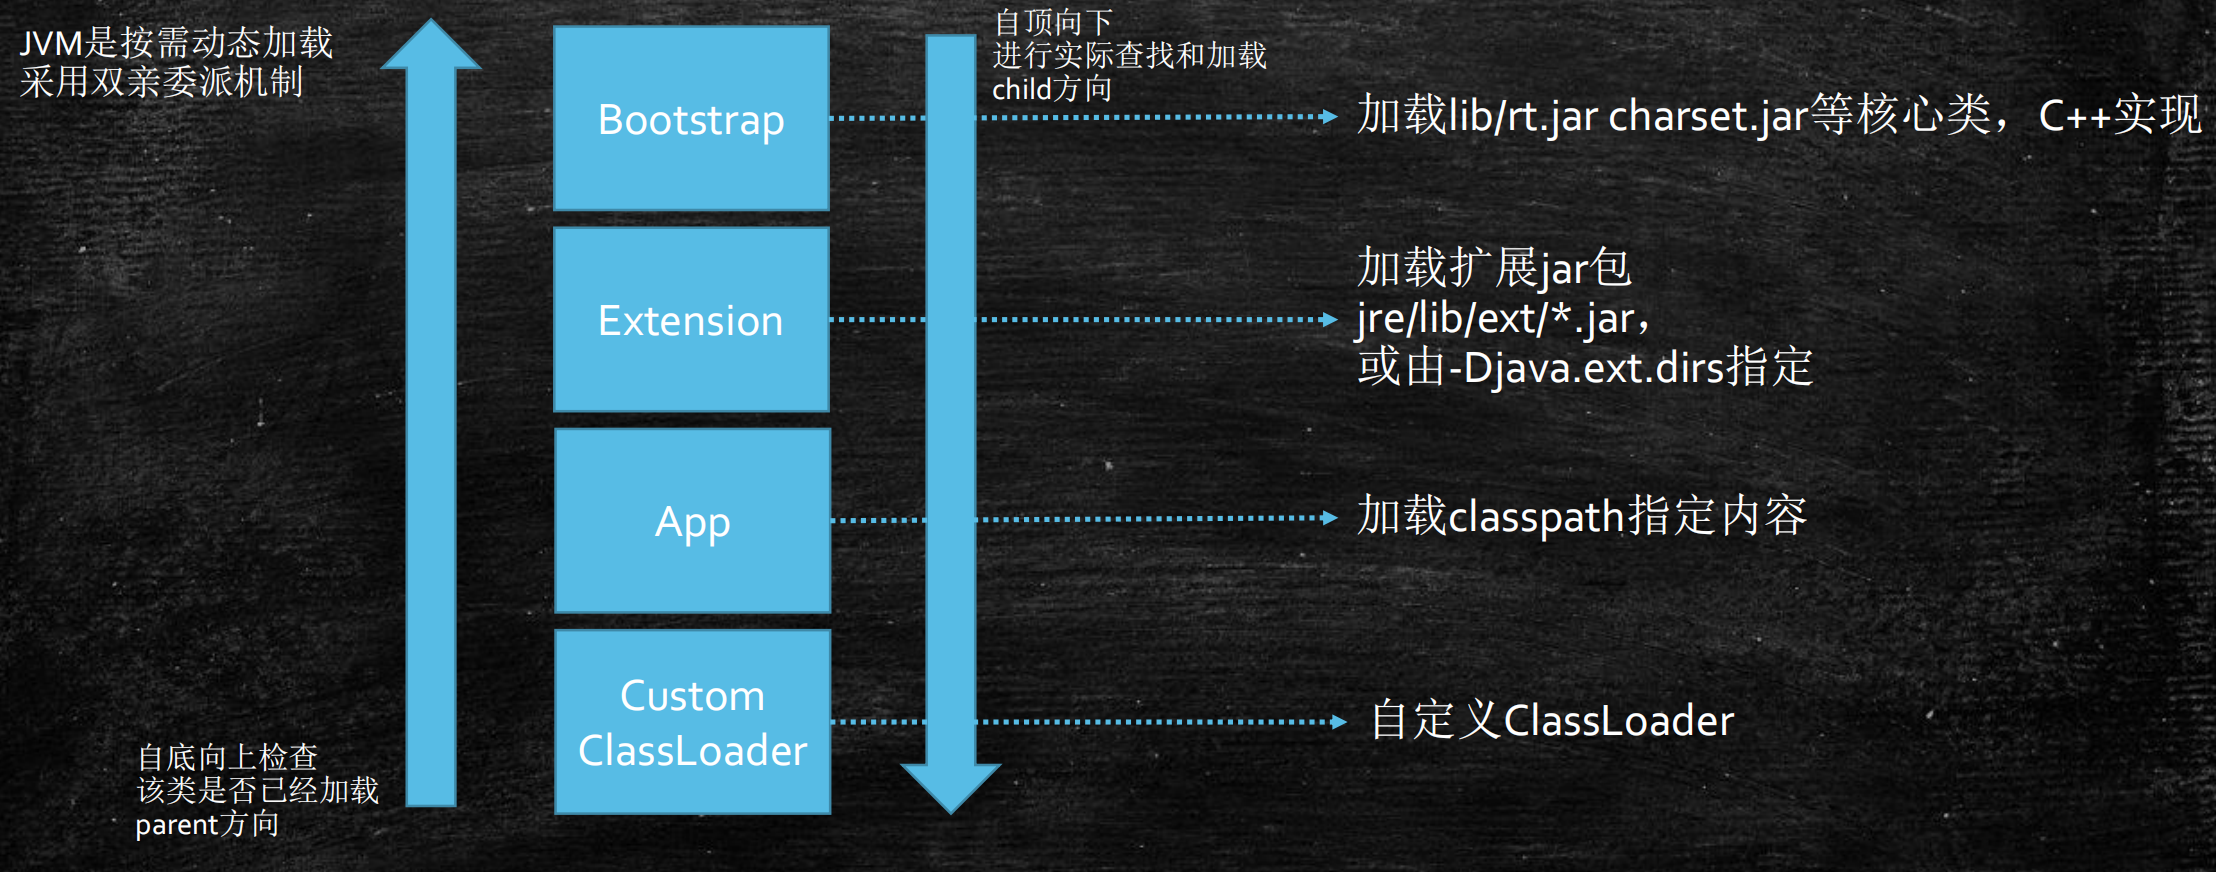 JVM是按需动态加载
采用双亲委派机制
自顶向下
进行实际查找和加载
child方向
Bootstrap
加载lib/rt.jar charset.jar等核心类，C++实现
Extension
加载扩展jar包
jre/lib/ext/*.jar，
或由-Djava.ext.dirs指定
App
加载classpath指定内容
Custom
ClassLoader
自定义ClassLoader
自底向上检查
该类是否已经加载
parent方向